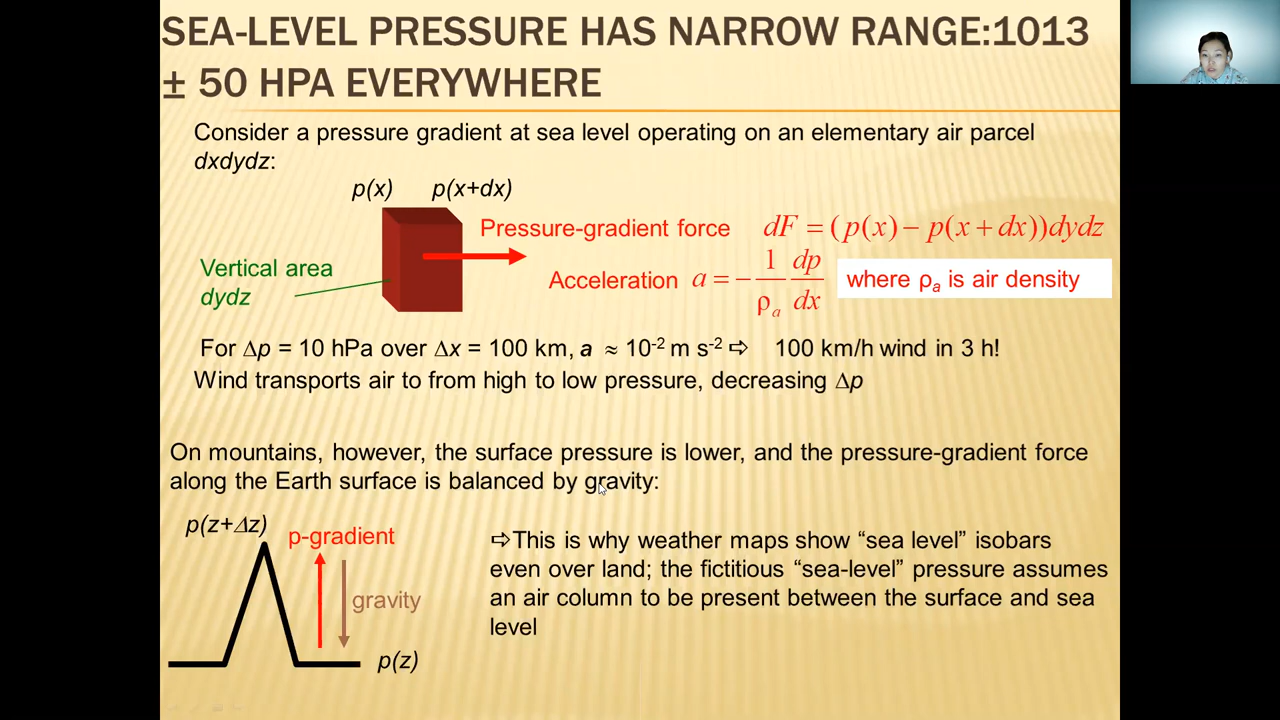 SEA-LEVEL PRESSURE HAS NARROW RANGE:1013
± 50 HPA EVERYWHERE
Consider a pressure gradient at sea level operating on an elementary air parcel
dxdydz:
p(x) p(x+dx)
Pressure-gradient force dF = (p(x) − p(x + dx))dydz
Vertical area
dydz
Acceleration a = − 1/ρa dp/dx where ρa is air density
For Δp = 10 hPa over Δx = 100 km, a ≈ 10-2 m s-2 ⇨ 100 km/h wind in 3 h!
Wind transports air to from high to low pressure, decreasing Δp
On mountains, however, the surface pressure is lower, and the pressure-gradient force
along the Earth surface is balanced by gravity:
p(z+Δz)
p-gradient
gravity
p(z)
⇨This is why weather maps show “sea level” isobars
even over land; the fictitious “sea-level” pressure assumes
an air column to be present between the surface and sea
level